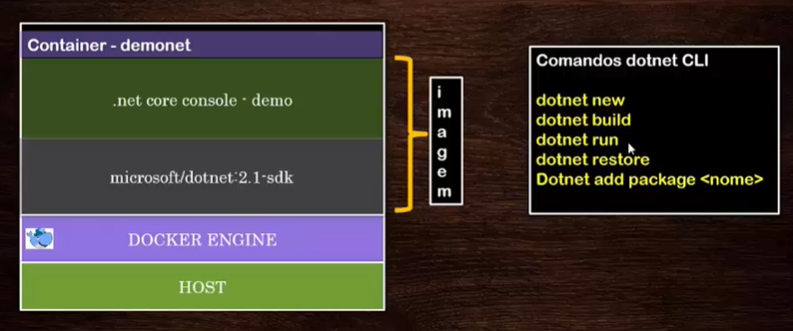 Container - demonet
.net core console - demo
microsoft/dotnet:2.1-sdk
DOCKER ENGINE
HOST
imagem
Comandos dotnet CLI
dotnet new
dotnet build
dotnet run
dotnet restore
Dotnet add package <nome>